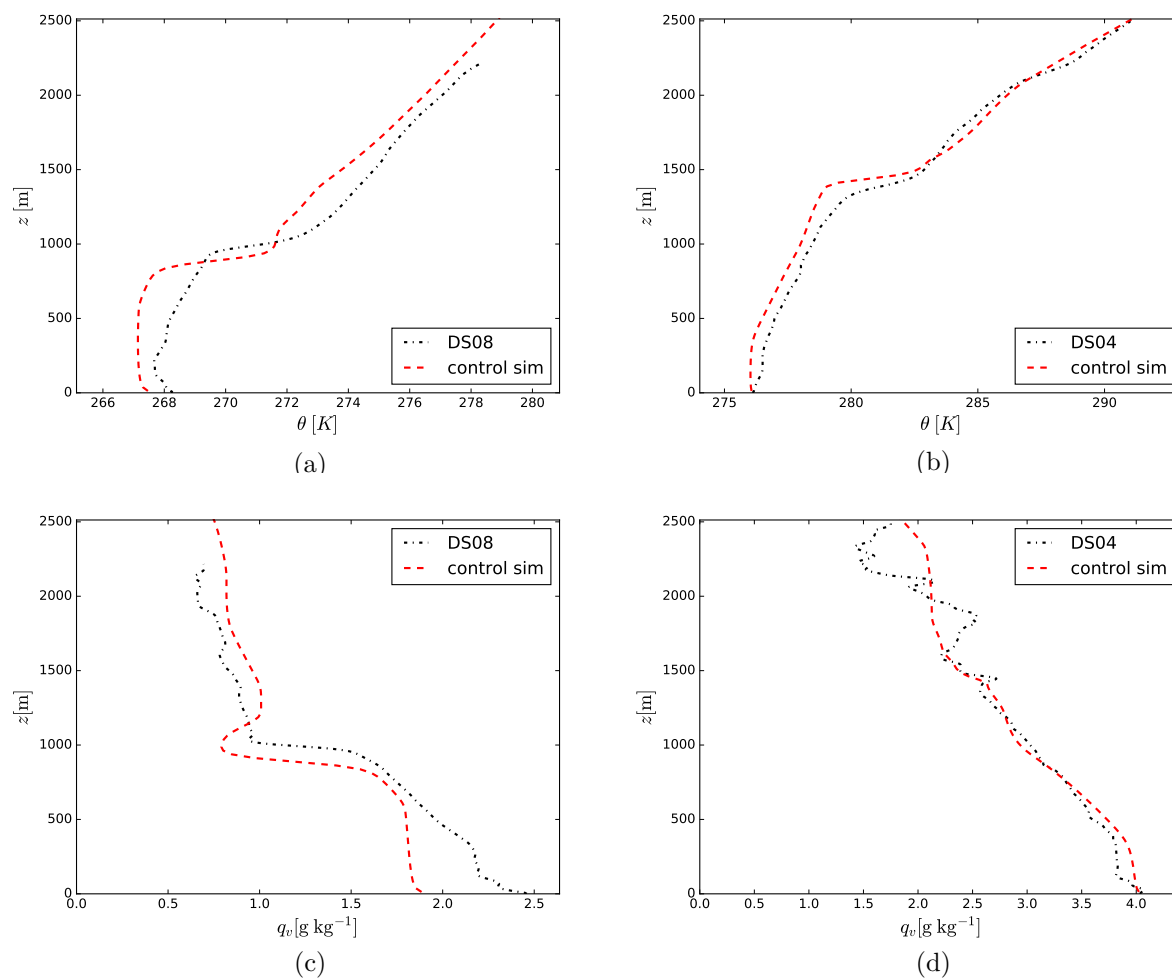 2500
2000
1500
1000
500
0
z [m]
266 268 270 272 274 276 278 280
θ [K]
DS08
control sim
(a)
2500
2000
1500
1000
500
0
z [m]
275 280 285 290
θ [K]
DS04
control sim
(b)
2500
2000
1500
1000
500
0
z[m]
0.0 0.5 1.0 1.5 2.0 2.5
qᵥ[g kg⁻¹]
DS08
control sim
(c)
2500
2000
1500
1000
500
0
z[m]
0.0 0.5 1.0 1.5 2.0 2.5 3.0 3.5 4.0
qᵥ[g kg⁻¹]
DS04
control sim
(d)